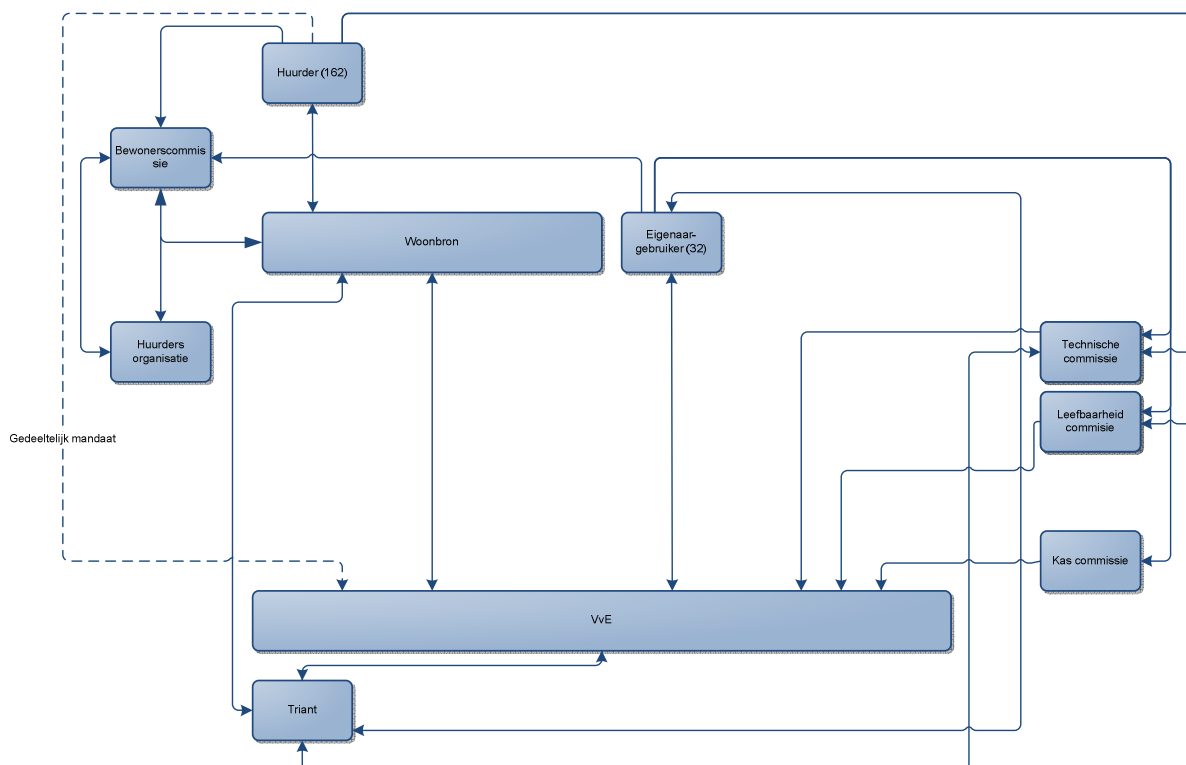 Huurder (162)
Bewonerscommis
sie
Woonbron
Eigenaar-
gebruiker (32)
Huurders
organisatie
Technische
commissie
Leefbaarheid
commisie
Gedeeltelijk mandaat
Kas commissie
VvE
Triant